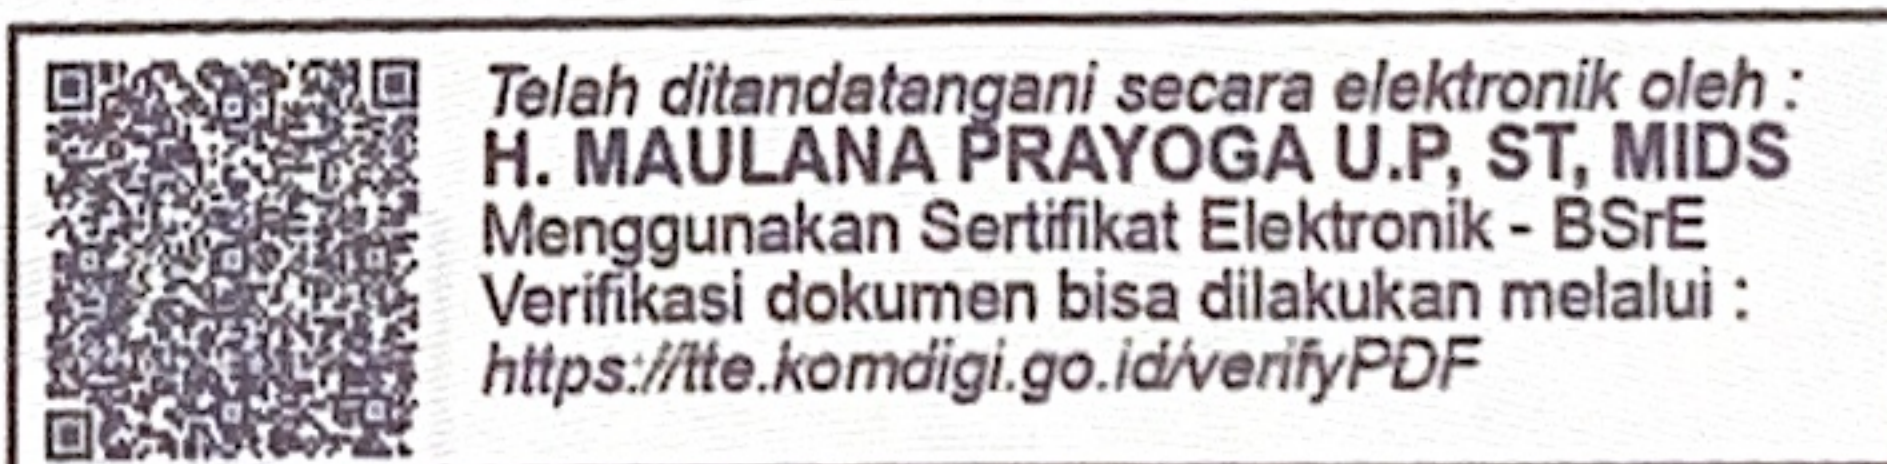 Telah ditandatangani secara elektronik oleh :
H. MAULANA PRAYOGA U.P, ST, MIDS
Menggunakan Sertifikat Elektronik - BSrE
Verifikasi dokumen bisa dilakukan melalui :
https://tte.komdigi.go.id/verifyPDF